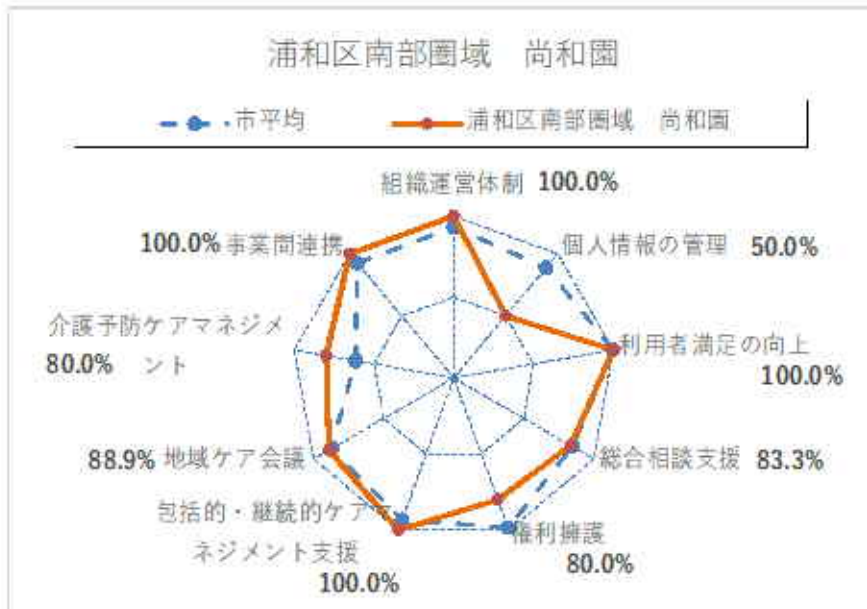 浦和区南部圏域　尚和園
市平均
浦和区南部圏域　尚和園
組織運営体制 100.0%
個人情報の管理 50.0%
利用者満足の向上
100.0%
総合相談支援 83.3%
権利擁護
80.0%
包括的・継続的ケアマ
ネジメント支援
100.0%
88.9% 地域ケア会議
介護予防ケアマネジメ
80.0% ント
100.0% 事業間連携